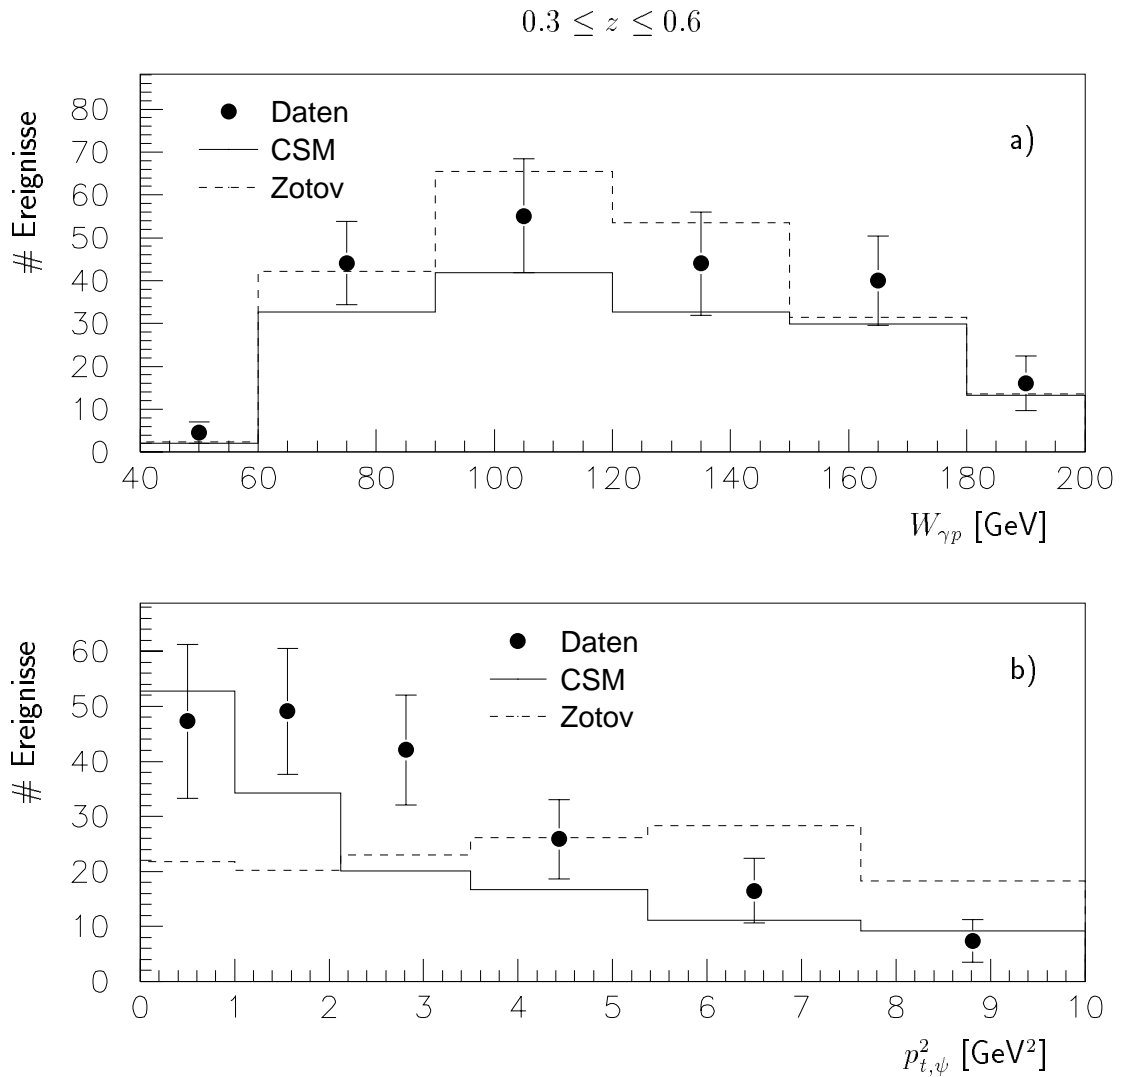 0.3 ≤ z ≤ 0.6
# Ereignisse
80
70
60
50
40
30
20
10
0
Daten
CSM
Zotov
a)
40 60 80 100 120 140 160 180 200
W_γp [GeV]
# Ereignisse
60
50
40
30
20
10
0
Daten
CSM
Zotov
b)
0 1 2 3 4 5 6 7 8 9 10
p²_t,ψ [GeV²]